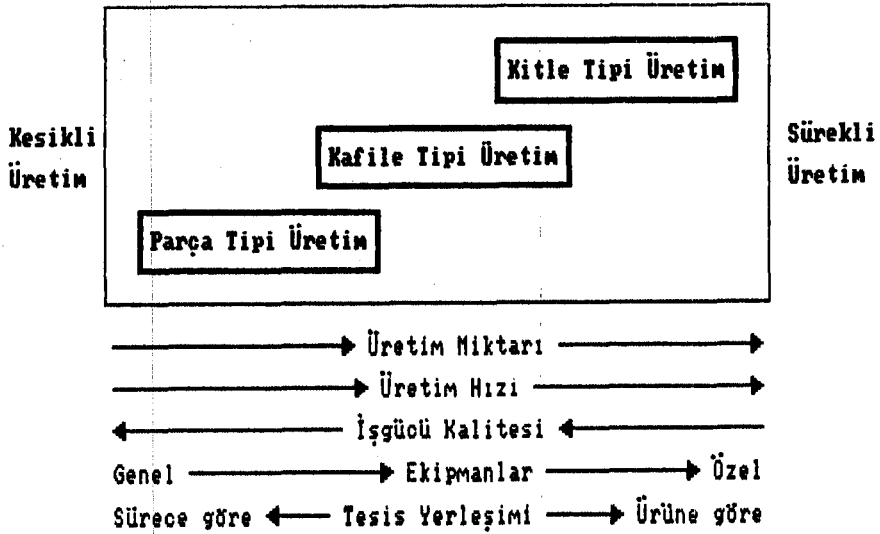 Kitle Tipi Üretim
Kesikli
Üretim
Kafile Tipi Üretim
Sürekli
Üretim
Parça Tipi Üretim
Üretim Miktarı
Üretim Hızi
İşgücü Kalitesi
Genel Ekipmanlar Özel
Sürece göre Tesis Yerleşimi Ürüne göre